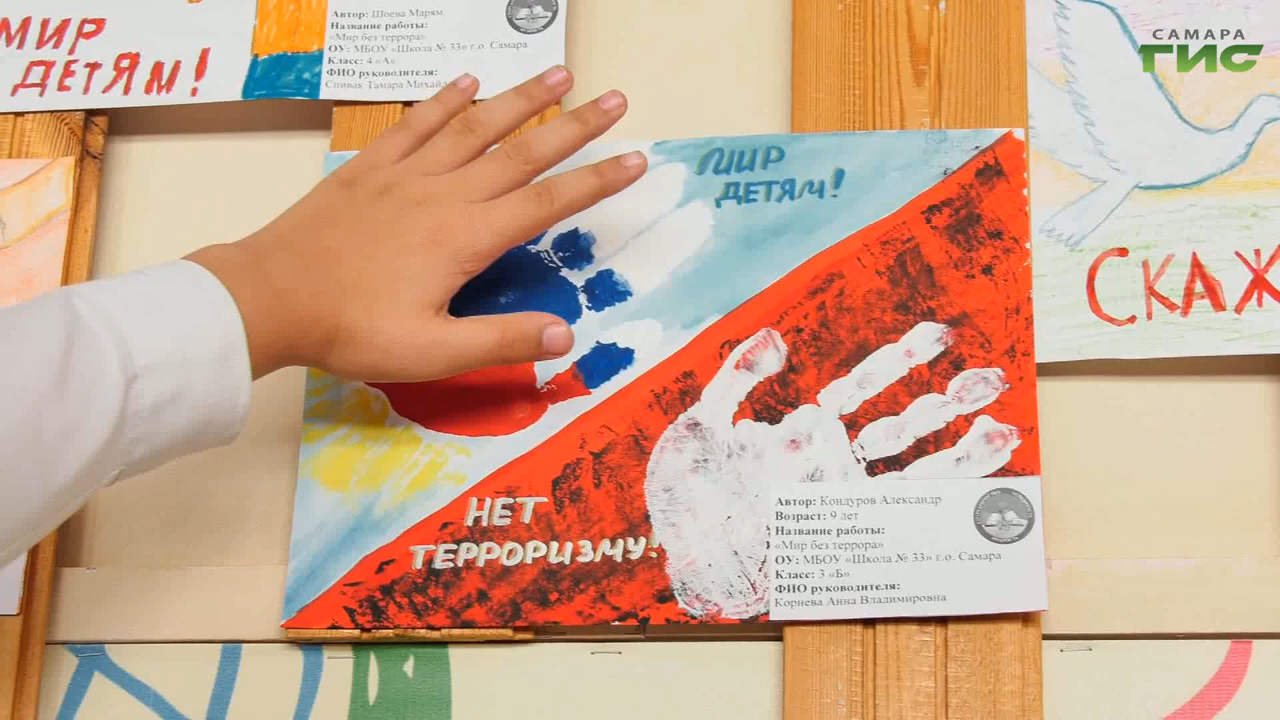 МИР
ДЕТЯМ!
Автор: Шоева Марям
Название работы:
«Мир без террора»
ОУ: МБОУ «Школа № 33» г.о. Самара
Класс: 4 «А»
ФИО руководителя:
Спивак Тамара
САМАРА
ГИС
МИР
ДЕТЯМ!
СКАЖ
НЕТ
ТЕРРОРИЗМУ!
Автор: Кондуров Александр
Возраст: 9 лет
Название работы:
«Мир без террора»
ОУ: МБОУ «Школа № 33» г.о. Самара
Класс: 3 «Б»
ФИО руководителя:
Корнева Анна Владимировна